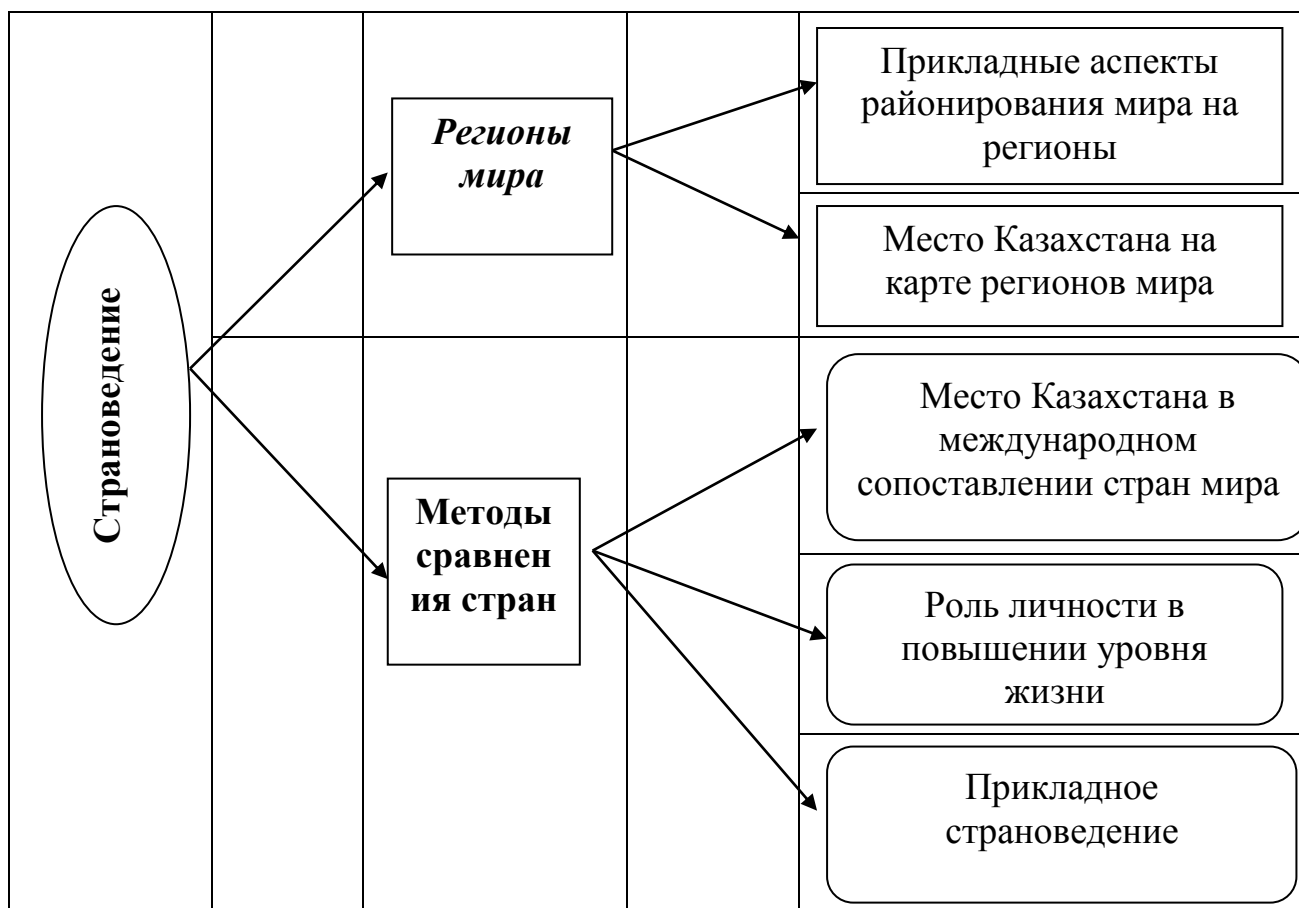 Страноведение
Регионы
мира
Прикладные аспекты
районирования мира на
регионы
Место Казахстана на
карте регионов мира
Методы
сравнен
ия стран
Место Казахстана в
международном
сопоставлении стран мира
Роль личности в
повышении уровня
жизни
Прикладное
страноведение